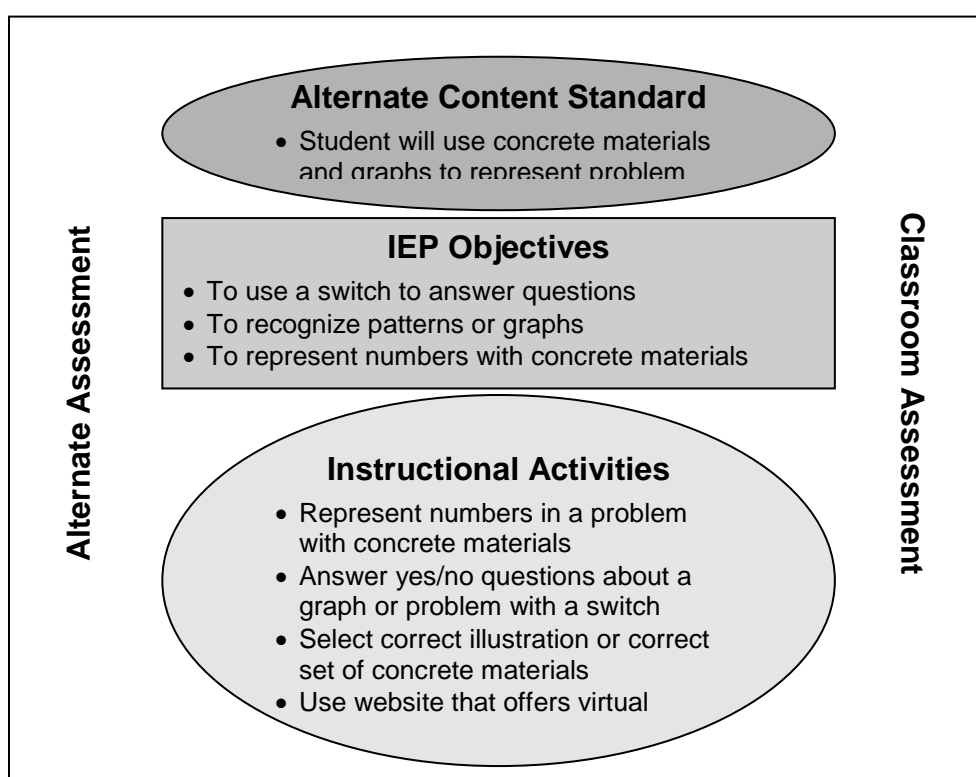 Alternate Content Standard
• Student will use concrete materials
and graphs to represent problem
Alternate Assessment
Classroom Assessment
IEP Objectives
• To use a switch to answer questions
• To recognize patterns or graphs
• To represent numbers with concrete materials
Instructional Activities
• Represent numbers in a problem
with concrete materials
• Answer yes/no questions about a
graph or problem with a switch
• Select correct illustration or correct
set of concrete materials
• Use website that offers virtual